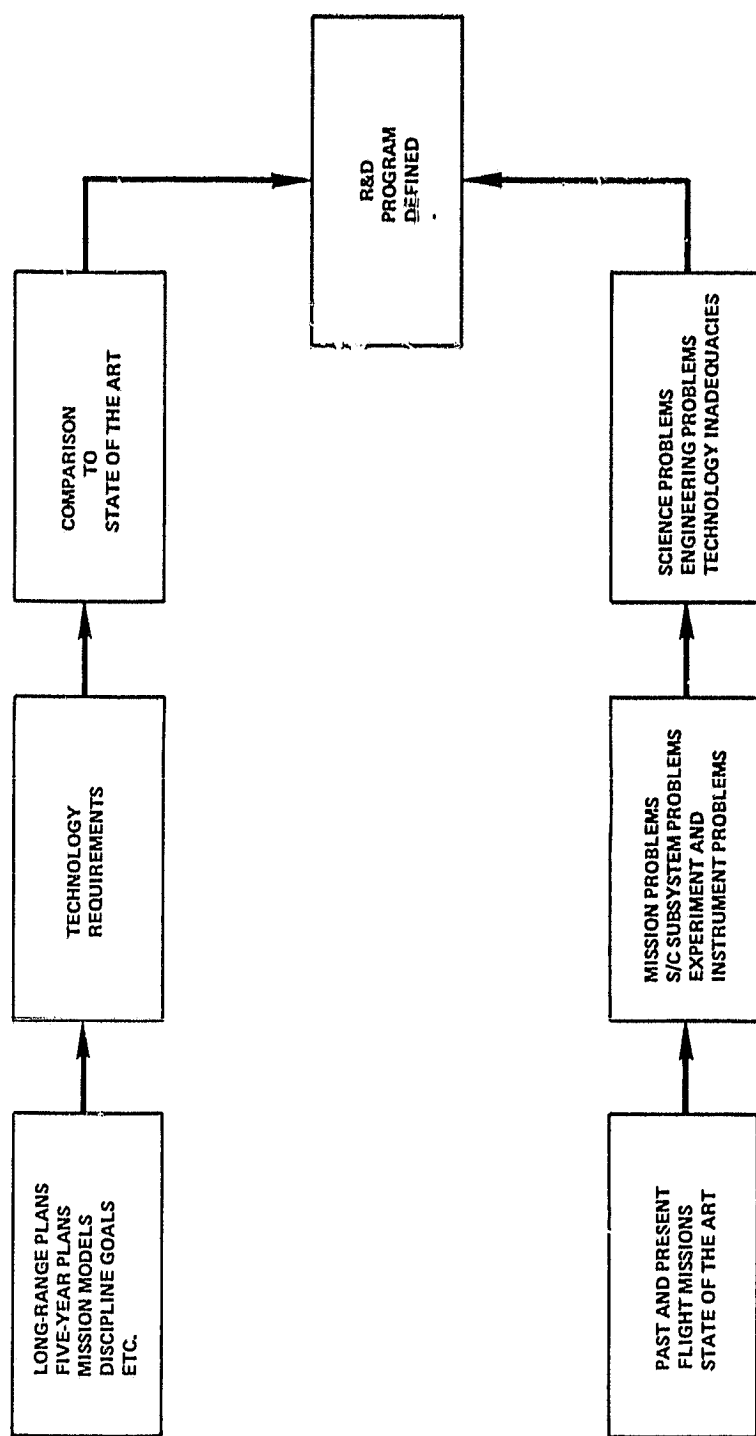 LONG-RANGE PLANS
FIVE-YEAR PLANS
MISSION MODELS
DISCIPLINE GOALS
ETC.
TECHNOLOGY
REQUIREMENTS
COMPARISON
TO
STATE OF THE ART
R&D
PROGRAM
DEFINED
PAST AND PRESENT
FLIGHT MISSIONS
STATE OF THE ART
MISSION PROBLEMS
S/C SUBSYSTEM PROBLEMS
EXPERIMENT AND
INSTRUMENT PROBLEMS
SCIENCE PROBLEMS
ENGINEERING PROBLEMS
TECHNOLOGY INADEQUACIES